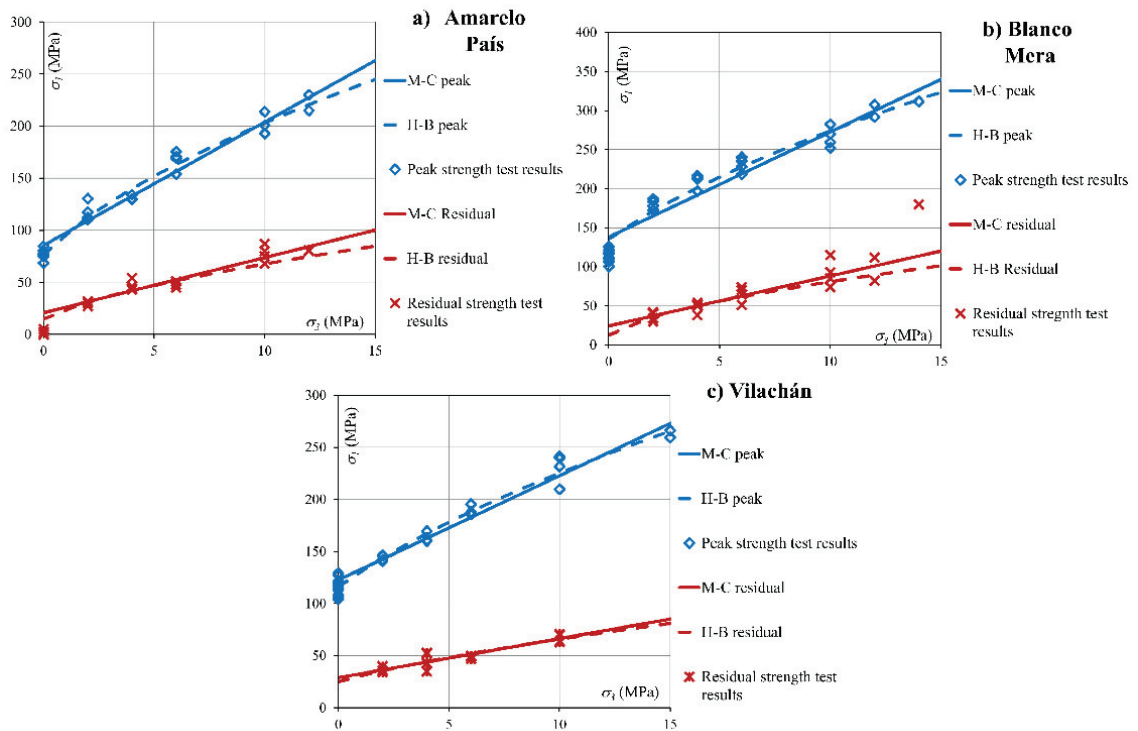 a) Amarelo
País
σ1 (MPa)
300
250
200
150
100
50
0
0
5
10
15
σ3 (MPa)
M-C peak
H-B peak
Peak strength test results
M-C Residual
H-B residual
Residual strength test
results
b) Blanco
Mera
σ1 (MPa)
400
350
300
250
200
150
100
50
0
0
5
10
15
σ3 (MPa)
M-C peak
H-B peak
Peak strength test results
M-C residual
H-B Residual
Residual stregnth test
results
c) Vilachán
σ1 (MPa)
300
250
200
150
100
50
0
0
5
10
15
σ3 (MPa)
M-C peak
H-B peak
Peak strength test results
M-C residual
H-B residual
Residual strength test
results